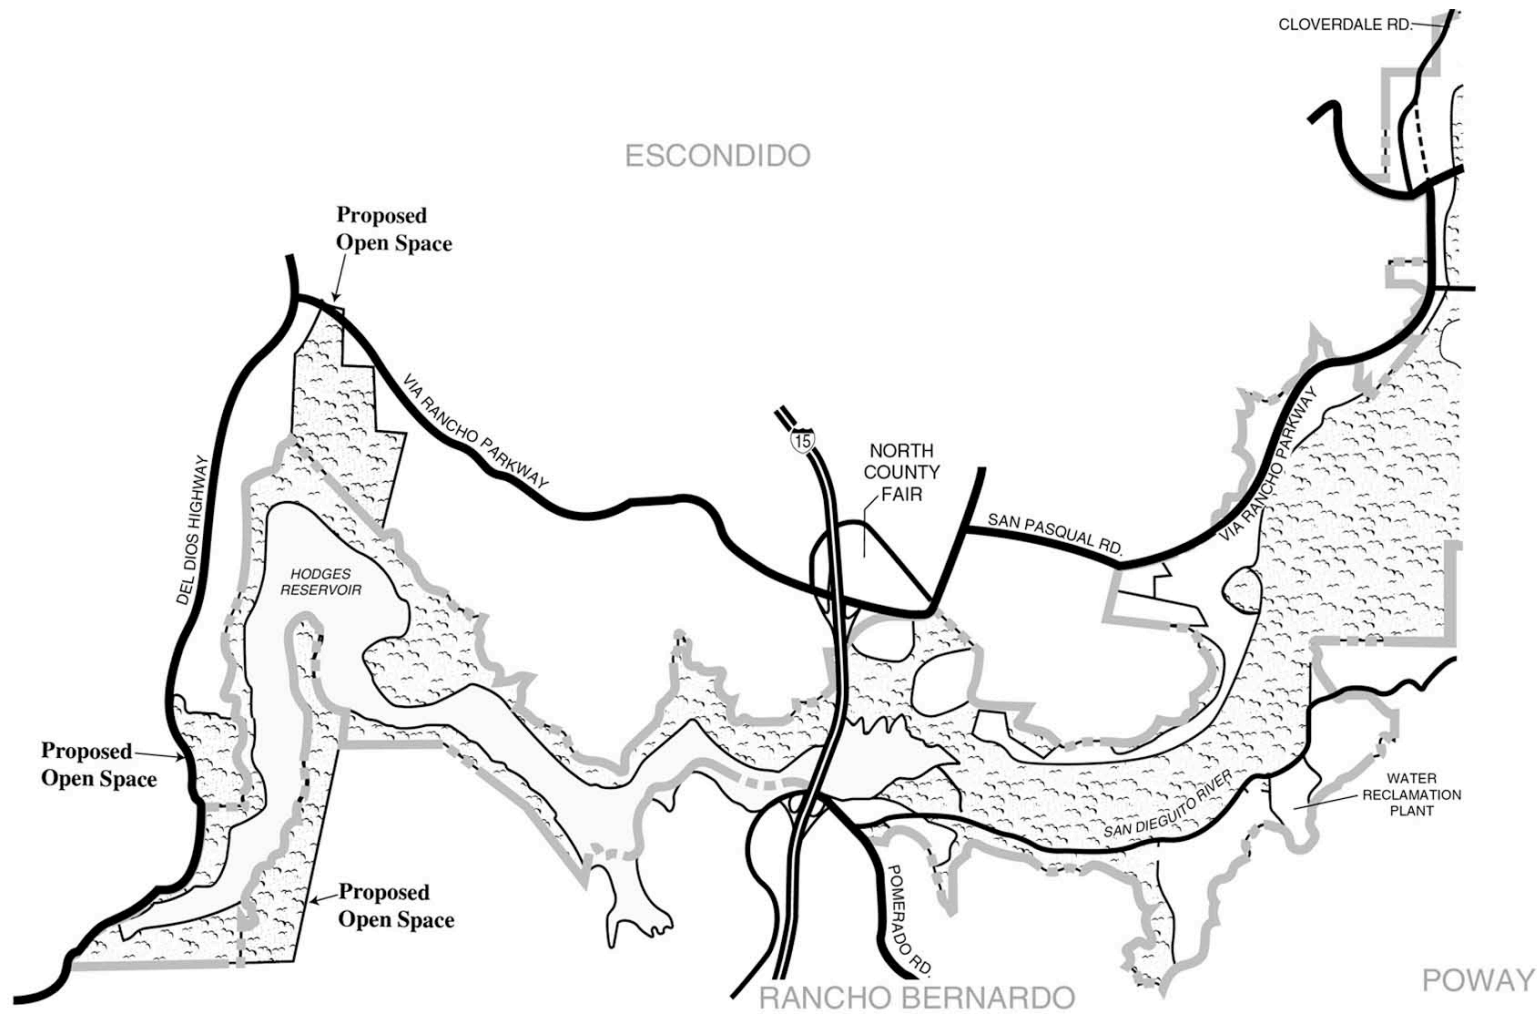 CLOVERDALE RD.
ESCONDIDO
Proposed
Open Space
VIA RANCHO PARKWAY
15
NORTH
COUNTY
FAIR
SAN PASQUAL RD.
VIA RANCHO PARKWAY
DEL DIOS HIGHWAY
HODGES
RESERVOIR
Proposed
Open Space
SAN DIEGUITO RIVER
WATER
RECLAMATION
PLANT
Proposed
Open Space
POMERADO RD.
RANCHO BERNARDO
POWAY